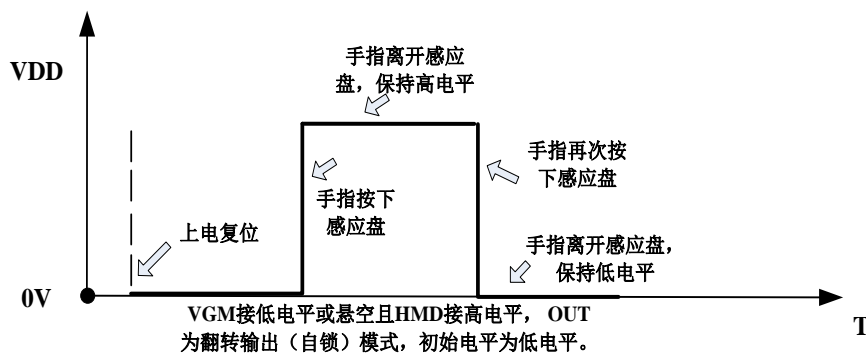 VDD
手指离开感应
盘，保持高电平
手指再次按
下感应盘
手指按下
感应盘
上电复位
手指离开感应盘，
保持低电平
0V
T
VGM接低电平或悬空且HMD接高电平， OUT
为翻转输出（自锁）模式，初始电平为低电平。